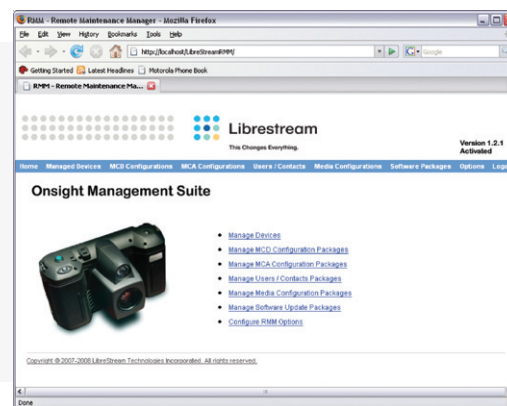 RMM - Remote Maintenance Manager - Mozilla Firefox
File Edit View History Bookmarks Tools Help
http://localhost/LibreStreamRMM/
Google
Getting Started Latest Headlines Motorola Phone Book
RMM - Remote Maintenance Ma...
Librestream
This Changes Everything.
Version 1.2.1
Activated
Home Managed Devices MCD Configurations MCA Configurations Users / Contacts Media Configurations Software Packages Options
Onsight Management Suite
Manage Devices
Manage MCD Configuration Packages
Manage MCA Configuration Packages
Manage Users / Contacts Packages
Manage Media Configuration Packages
Manage Software Update Packages
Configure RMM Options
Copyright © 2007-2008 LibreStream Technologies Incorporated. All rights reserved.
Done